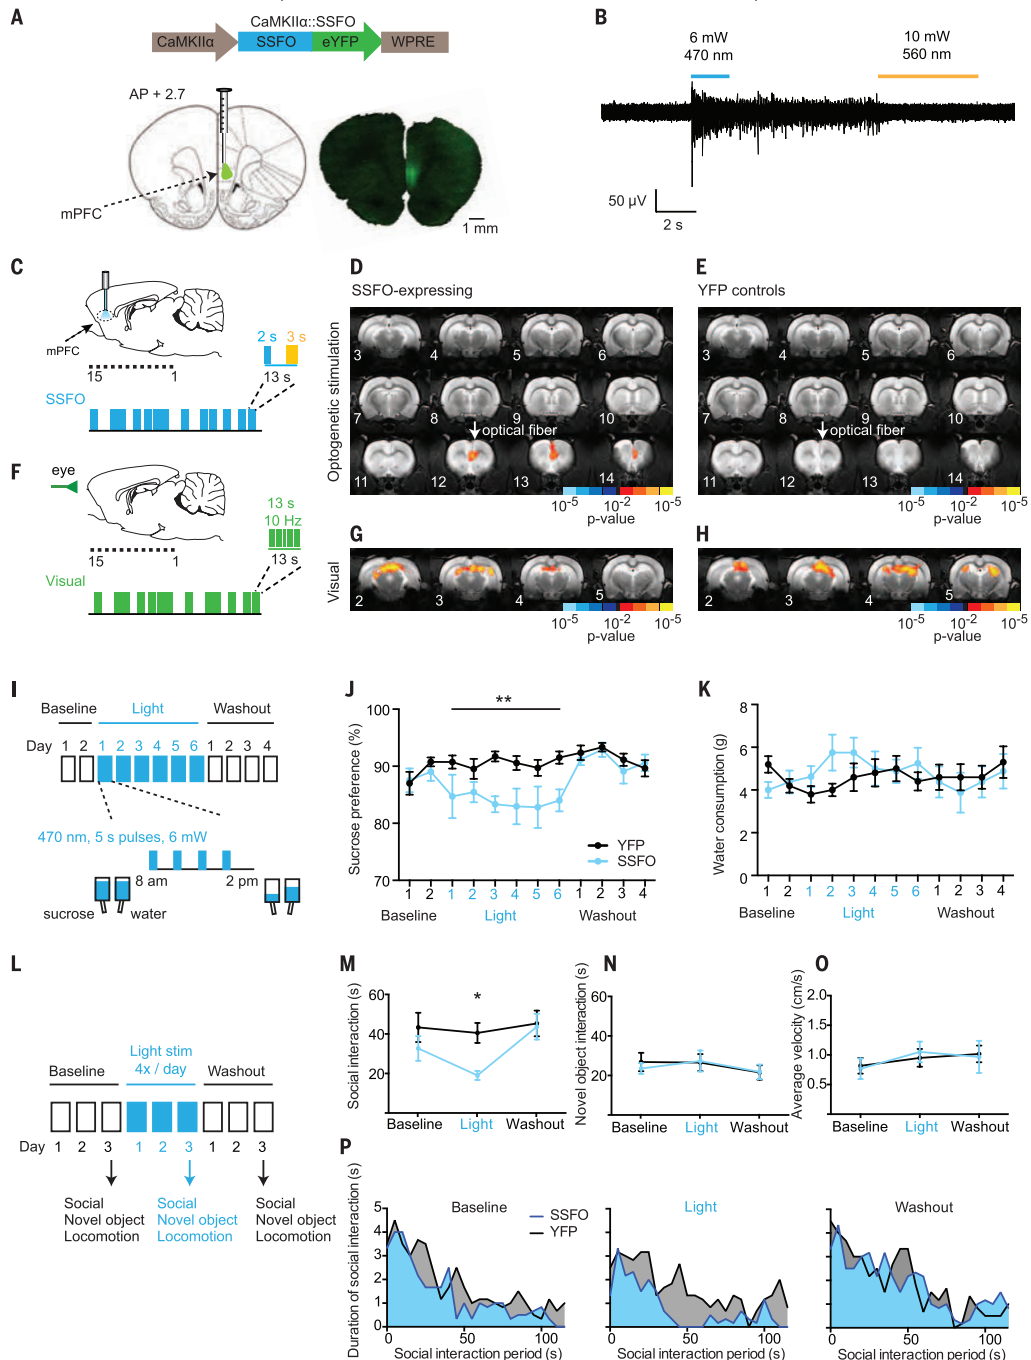 A
CaMKIIα::SSFO
CaMKIIα SSFO eYFP WPRE
AP + 2.7
mPFC
1 mm
B
6 mW
470 nm
10 mW
560 nm
50 µV
2 s
C
mPFC
15 1
2 s 3 s
13 s
SSFO
D
SSFO-expressing
Optogenetic stimulation
3 4 5 6
7 8 9 10
optical fiber
11 12 13 14
10-5 10-2 10-5
p-value
E
YFP controls
3 4 5 6
7 8 9 10
optical fiber
11 12 13 14
10-5 10-2 10-5
p-value
F
eye
15 1
13 s
10 Hz
13 s
Visual
G
Visual
2 3 4 5
10-5 10-2 10-5
p-value
H
2 3 4 5
10-5 10-2 10-5
p-value
I
Baseline Light Washout
Day 1 2 1 2 3 4 5 6 1 2 3 4
470 nm, 5 s pulses, 6 mW
8 am 2 pm
sucrose water
J
Sucrose preference (%)
100
90
80
70
**
YFP
SSFO
1 2 1 2 3 4 5 6 1 2 3 4
Baseline Light Washout
K
Water consumption (g)
8
6
4
2
0
1 2 1 2 3 4 5 6 1 2 3 4
Baseline Light Washout
L
Light stim
4x / day
Baseline Washout
Day 1 2 3 1 2 3 1 2 3
Social Social Social
Novel object Novel object Novel object
Locomotion Locomotion Locomotion
M
Social interaction (s)
60
40
20
*
Baseline Light Washout
N
Novel object interaction (s)
60
40
20
Baseline Light Washout
O
Average velocity (cm/s)
2.0
1.5
1.0
0.5
Baseline Light Washout
P
Duration of social interaction (s)
5
4
3
2
1
0
Baseline
SSFO
YFP
0 50 100
Social interaction period (s)
Light
0 50 100
Social interaction period (s)
Washout
0 50 100
Social interaction period (s)